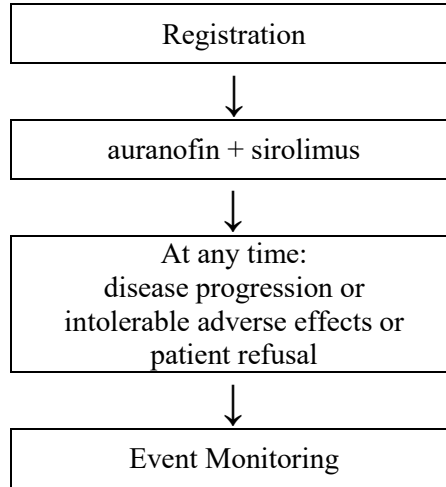 Registration
auranofin + sirolimus
At any time:
disease progression or
intolerable adverse effects or
patient refusal
Event Monitoring